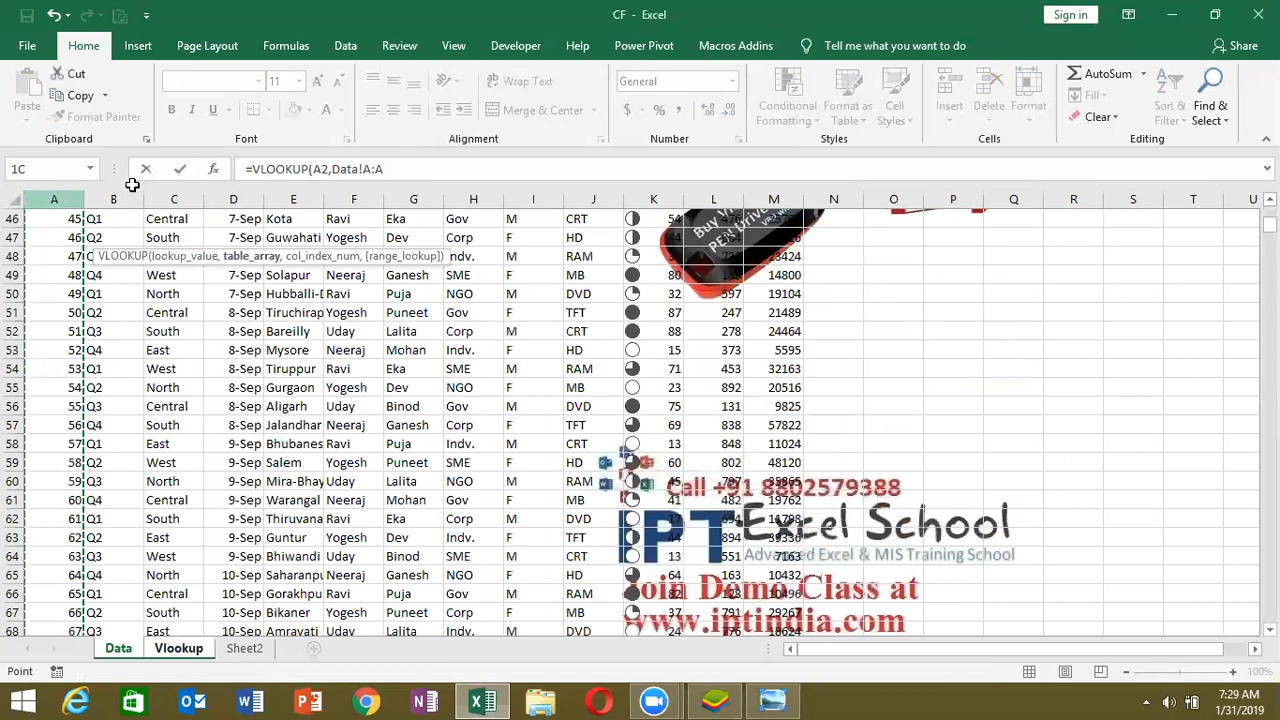 CF - Excel
Sign in
File Home Insert Page Layout Formulas Data Review View Developer Help Power Pivot Macros Addins Tell me what you want to do Share
Paste Cut Copy Format Painter Clipboard
11 B I U Font
Wrap Text Merge & Center Alignment
General $ % , Number
Conditional Formatting Format as Table Cell Styles Styles
Insert Delete Format Cells
AutoSum Fill Clear Sort & Filter Find & Select Editing
1C fx =VLOOKUP(A2,Data!A:A
A B C D E F G H I J K L M N O P Q R S T U
46 45 Q1 Central 7-Sep Kota Ravi Eka Gov M CRT 54 476
47 46 Q2 South 7-Sep Guwahati Yogesh Dev Corp F HD
48 47 Indv. M RAM 3424
VLOOKUP(lookup_value, table_array, col_index_num, [range_lookup])
49 48 Q4 West 7-Sep Solapur Neeraj Ganesh SME F MB 80 14800
50 49 Q1 North 7-Sep Hubballi-D Ravi Puja NGO M DVD 32 597 19104
51 50 Q2 Central 8-Sep Tiruchirap Yogesh Puneet Gov F TFT 87 247 21489
52 51 Q3 South 8-Sep Bareilly Uday Lalita Corp M CRT 88 278 24464
53 52 Q4 East 8-Sep Mysore Neeraj Mohan Indv. F HD 15 373 5595
54 53 Q1 West 8-Sep Tiruppur Ravi Eka SME M RAM 71 453 32163
55 54 Q2 North 8-Sep Gurgaon Yogesh Dev NGO F MB 23 892 20516
56 55 Q3 Central 8-Sep Aligarh Uday Binod Gov M DVD 75 131 9825
57 56 Q4 South 8-Sep Jalandhar Neeraj Ganesh Corp F TFT 69 838 57822
58 57 Q1 East 9-Sep Bhubanes Ravi Puja Indv. M CRT 13 848 11024
59 58 Q2 West 9-Sep Salem Yogesh Puneet SME F HD 60 802 48120
60 59 Q3 North 9-Sep Mira-Bhay Uday Lalita NGO M RAM 45 797 35865
61 60 Q4 Central 9-Sep Warangal Neeraj Mohan Gov F MB 41 482 19762
62 61 Q1 South 9-Sep Thiruvana Ravi Eka Corp M DVD 17 694 11798
63 62 Q2 East 9-Sep Guntur Yogesh Dev Indv. F TFT 44 894 39336
64 63 Q3 West 9-Sep Bhiwandi Uday Binod SME M CRT 13 551 7163
65 64 Q4 North 10-Sep Saharanpu Neeraj Ganesh NGO F HD 64 163 10432
66 65 Q1 Central 10-Sep Gorakhpu Ravi Puja Gov M RAM 82 128 10496
67 66 Q2 South 10-Sep Bikaner Yogesh Puneet Corp F MB 37 791 29267
68 67 Q3 East 10-Sep Amravati Uday Lalita Indv. M DVD 24 776 18624
Buy PEN Drive
Call +91 8802579388
IPT Excel School
Advanced Excel & MIS Training School
Join Demo Class at
www.iptindia.com
Data Vlookup Sheet2
Point 100%
7:29 AM
1/31/2019